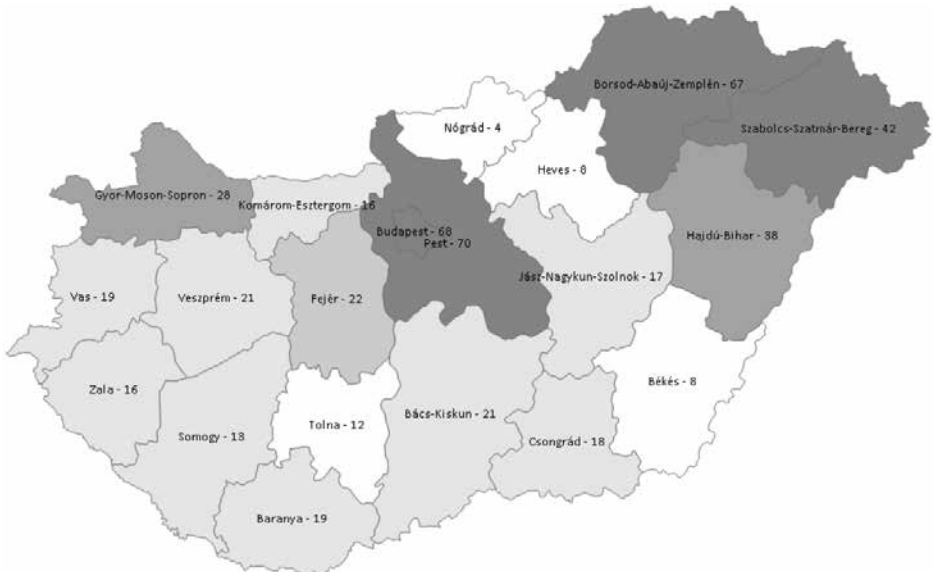 Borsod-Abaúj-Zemplén - 67
Nógrád - 4
Szabolcs-Szatmár-Bereg - 42
Heves - 8
Gyor-Moson-Sopron - 28
Komárom-Esztergom - 16
Budapest - 68
Hajdú-Bihar - 38
Pest - 70
Jász-Nagykun-Szolnok - 17
Vas - 19
Veszprém - 21
Fejér - 22
Békés - 8
Zala - 16
Bács-Kiskun - 21
Tolna - 12
Somogy - 13
Csongrád - 18
Baranya - 19